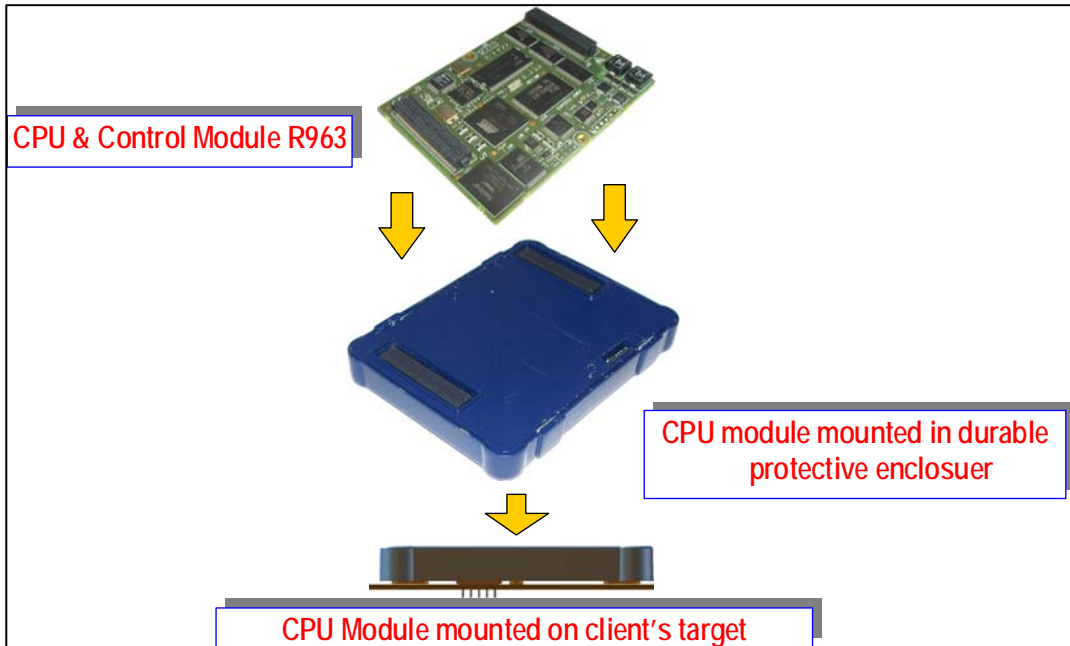 CPU & Control Module R963
CPU module mounted in durable
protective enclosuer
CPU Module mounted on client's target